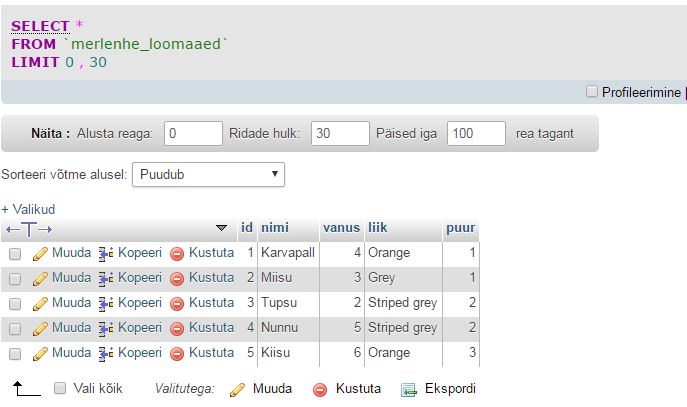 SELECT *
FROM `merlenhe_loomaaed`
LIMIT 0 , 30
Profileerimine
Näita : Alusta reaga: 0 Ridade hulk: 30 Päised iga 100 rea tagant
Sorteeri võtme alusel: Puudub
+ Valikud
id nimi vanus liik puur
Muuda Kopeeri Kustuta 1 Karvapall 4 Orange 1
Muuda Kopeeri Kustuta 2 Miisu 3 Grey 1
Muuda Kopeeri Kustuta 3 Tupsu 2 Striped grey 2
Muuda Kopeeri Kustuta 4 Nunnu 5 Striped grey 2
Muuda Kopeeri Kustuta 5 Kiisu 6 Orange 3
Vali kõik Valitutega: Muuda Kustuta Ekspordi